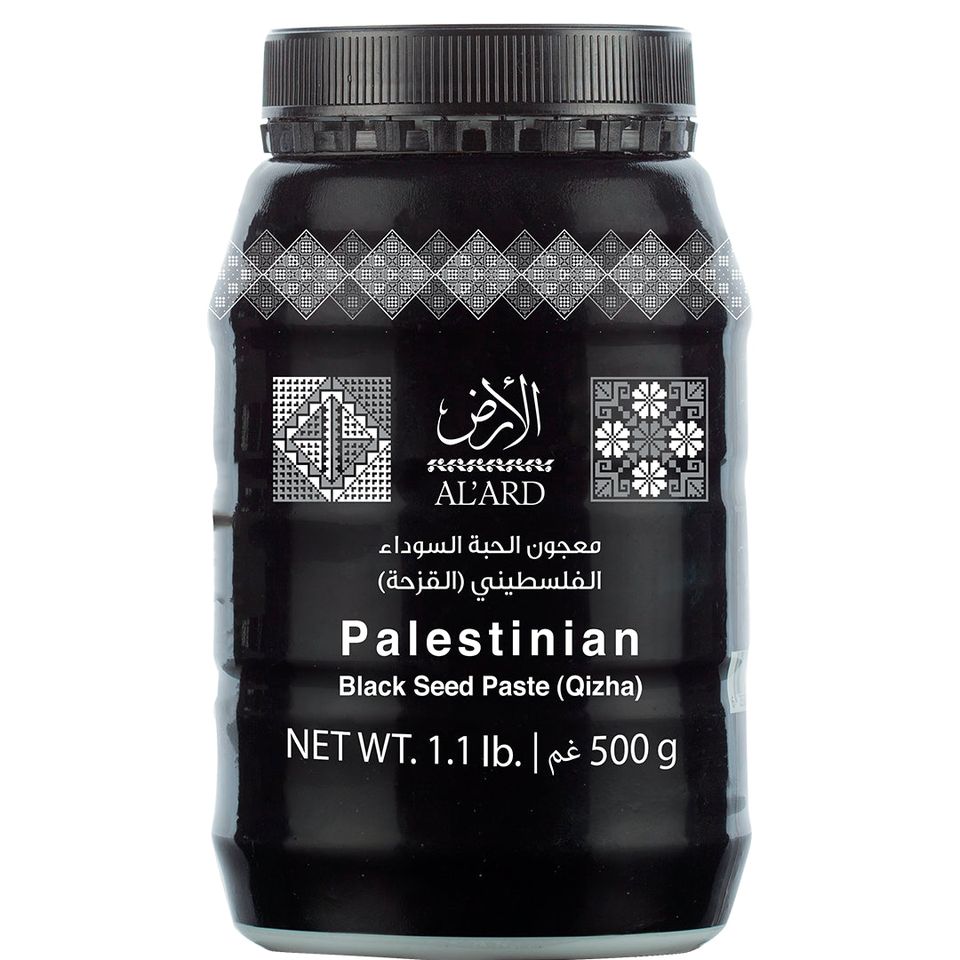 الأرض
AL'ARD
معجون الحبة السوداء
الفلسطيني (القزحة)
Palestinian
Black Seed Paste (Qizha)
NET WT. 1.1 lb. | غم 500 g